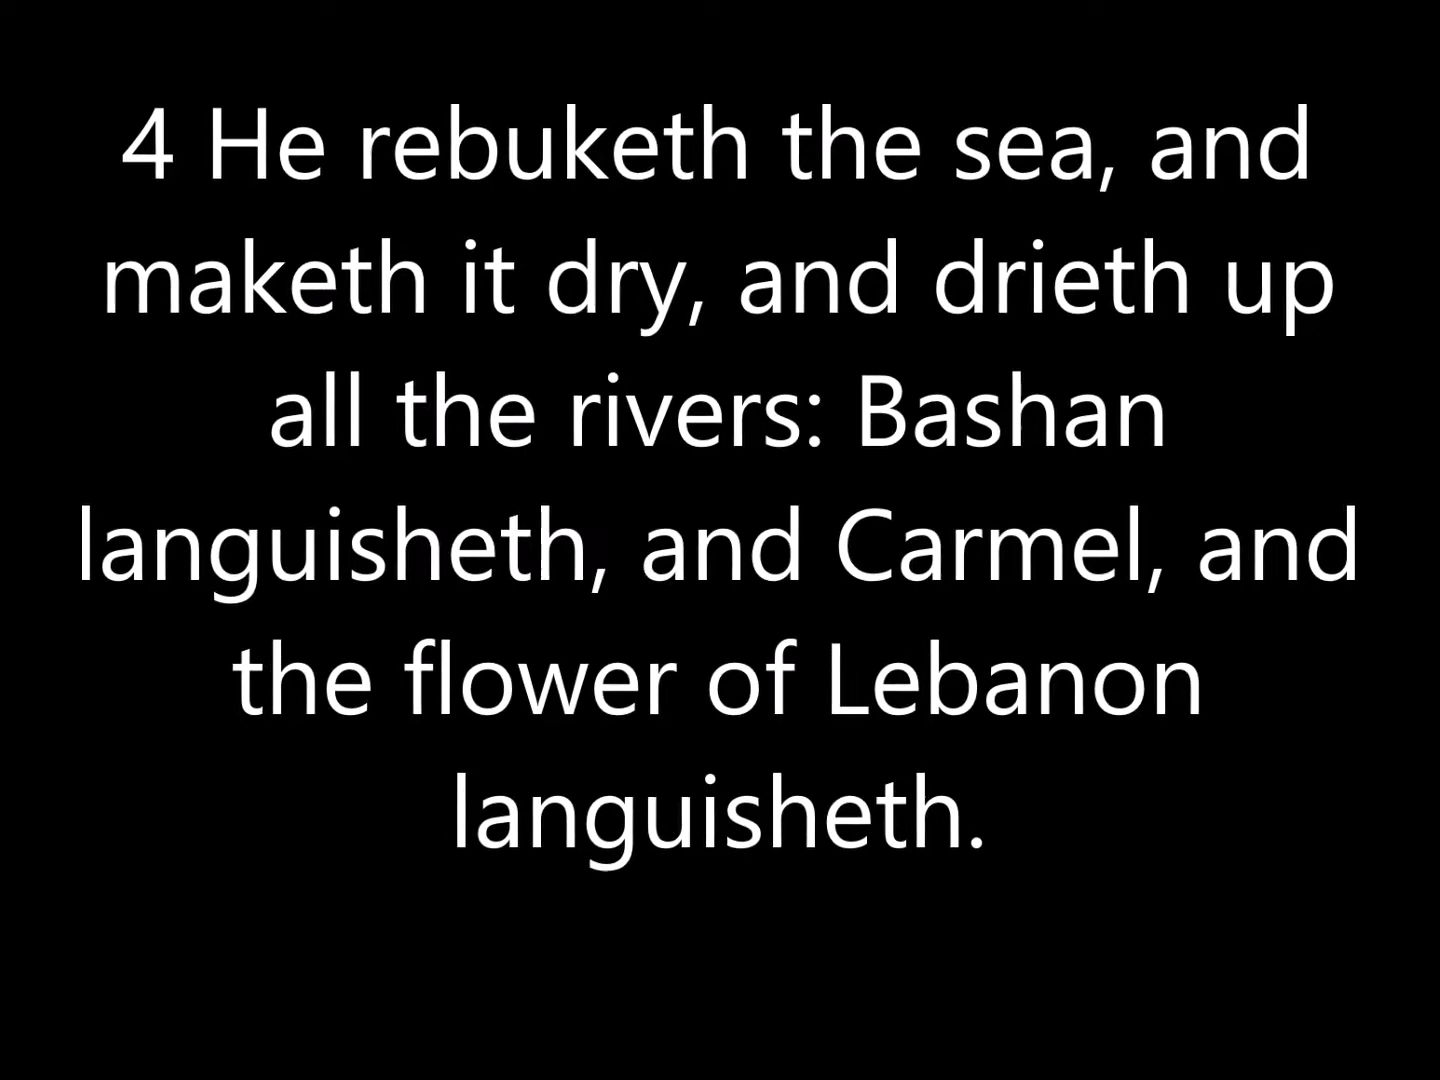 4 He rebuketh the sea, and
maketh it dry, and drieth up
all the rivers: Bashan
languisheth, and Carmel, and
the flower of Lebanon
languisheth.